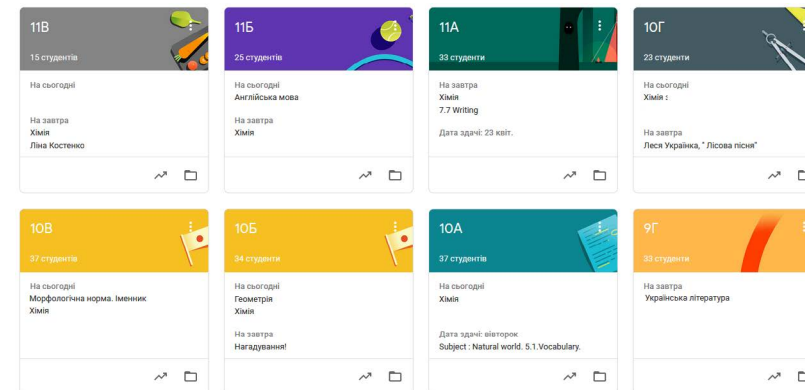 11В
15 студентів
На сьогодні
На завтра
Хімія
Ліна Костенко
11Б
25 студентів
На сьогодні
Англійська мова
На завтра
Хімія
11А
33 студенти
На завтра
Хімія
7.7 Writing
Дата здачі: 23 квіт.
10Г
23 студенти
На сьогодні
Хімія :
На завтра
Леся Українка, " Лісова пісня"
10В
37 студентів
На сьогодні
Морфологічна норма. Іменник
Хімія
10Б
34 студенти
На сьогодні
Геометрія
Хімія
На завтра
Нагадування!
10А
37 студентів
На сьогодні
Хімія
Дата здачі: вівторок
Subject : Natural world. 5.1.Vocabulary.
9Г
33 студенти
На завтра
Українська література